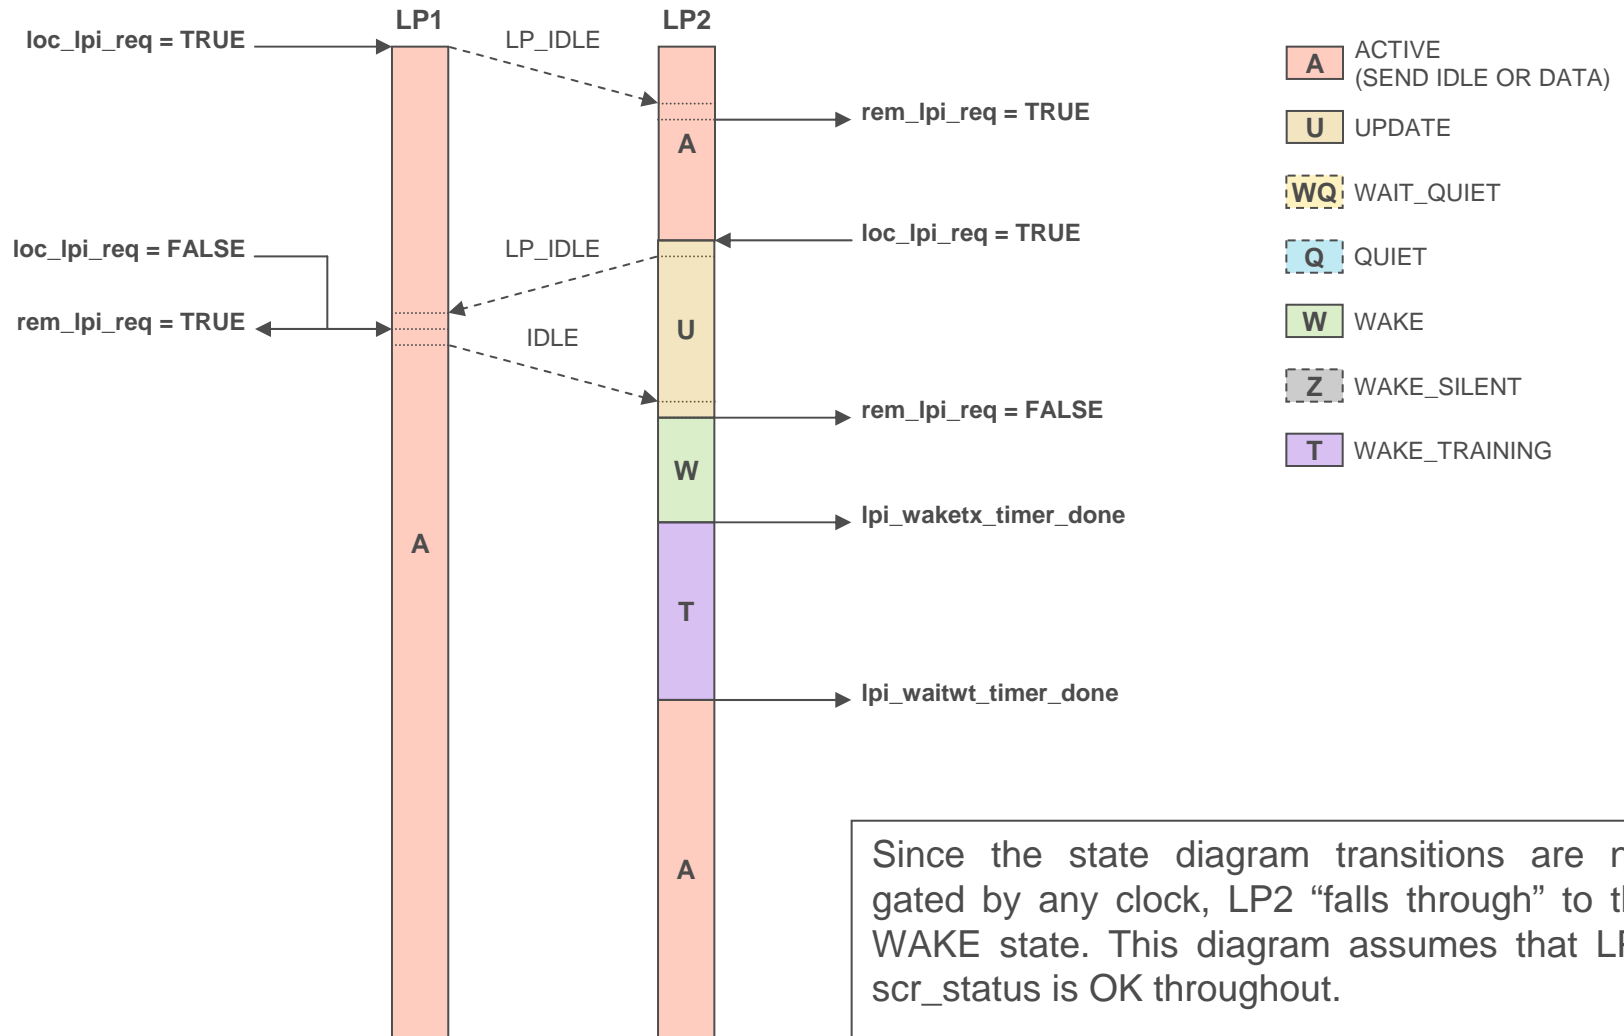 LP1
LP2
loc_lpi_req = TRUE
LP_IDLE
rem_lpi_req = TRUE
A
loc_lpi_req = TRUE
loc_lpi_req = FALSE
LP_IDLE
rem_lpi_req = TRUE
IDLE
U
rem_lpi_req = FALSE
W
lpi_waketx_timer_done
A
T
lpi_waitwt_timer_done
A
A ACTIVE
(SEND IDLE OR DATA)
U UPDATE
WQ WAIT_QUIET
Q QUIET
W WAKE
Z WAKE_SILENT
T WAKE_TRAINING
Since the state diagram transitions are
gated by any clock, LP2 “falls through” to
WAKE state. This diagram assumes that
scr_status is OK throughout.